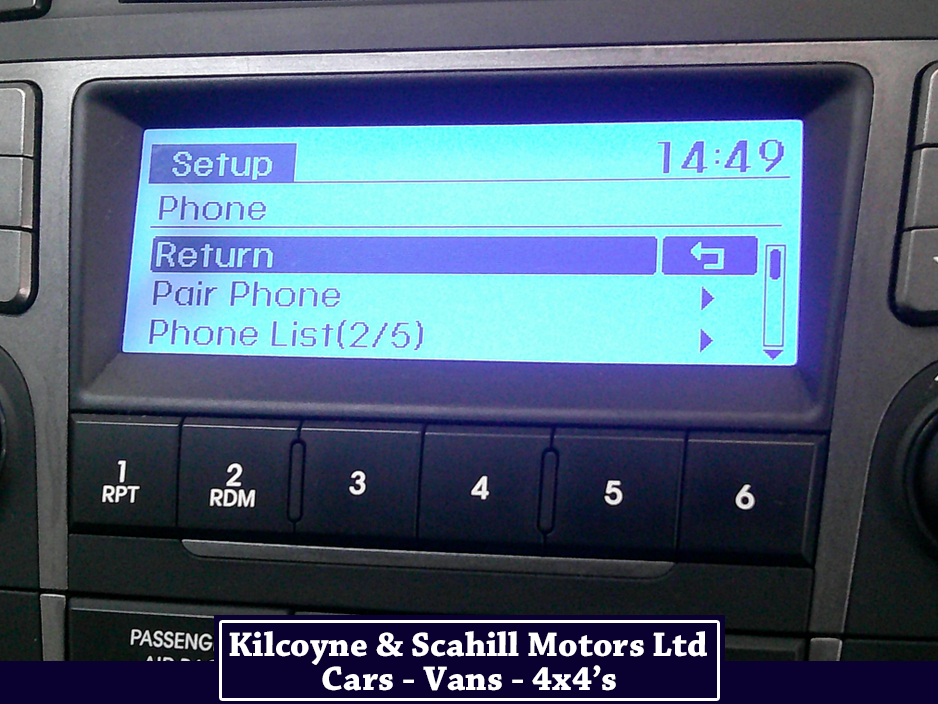 Setup 14:49
Phone
Return
Pair Phone
Phone List(2/5)
1 2 3 4 5 6
RPT RDM
Kilcoyne & Scahill Motors Ltd
Cars - Vans - 4x4's